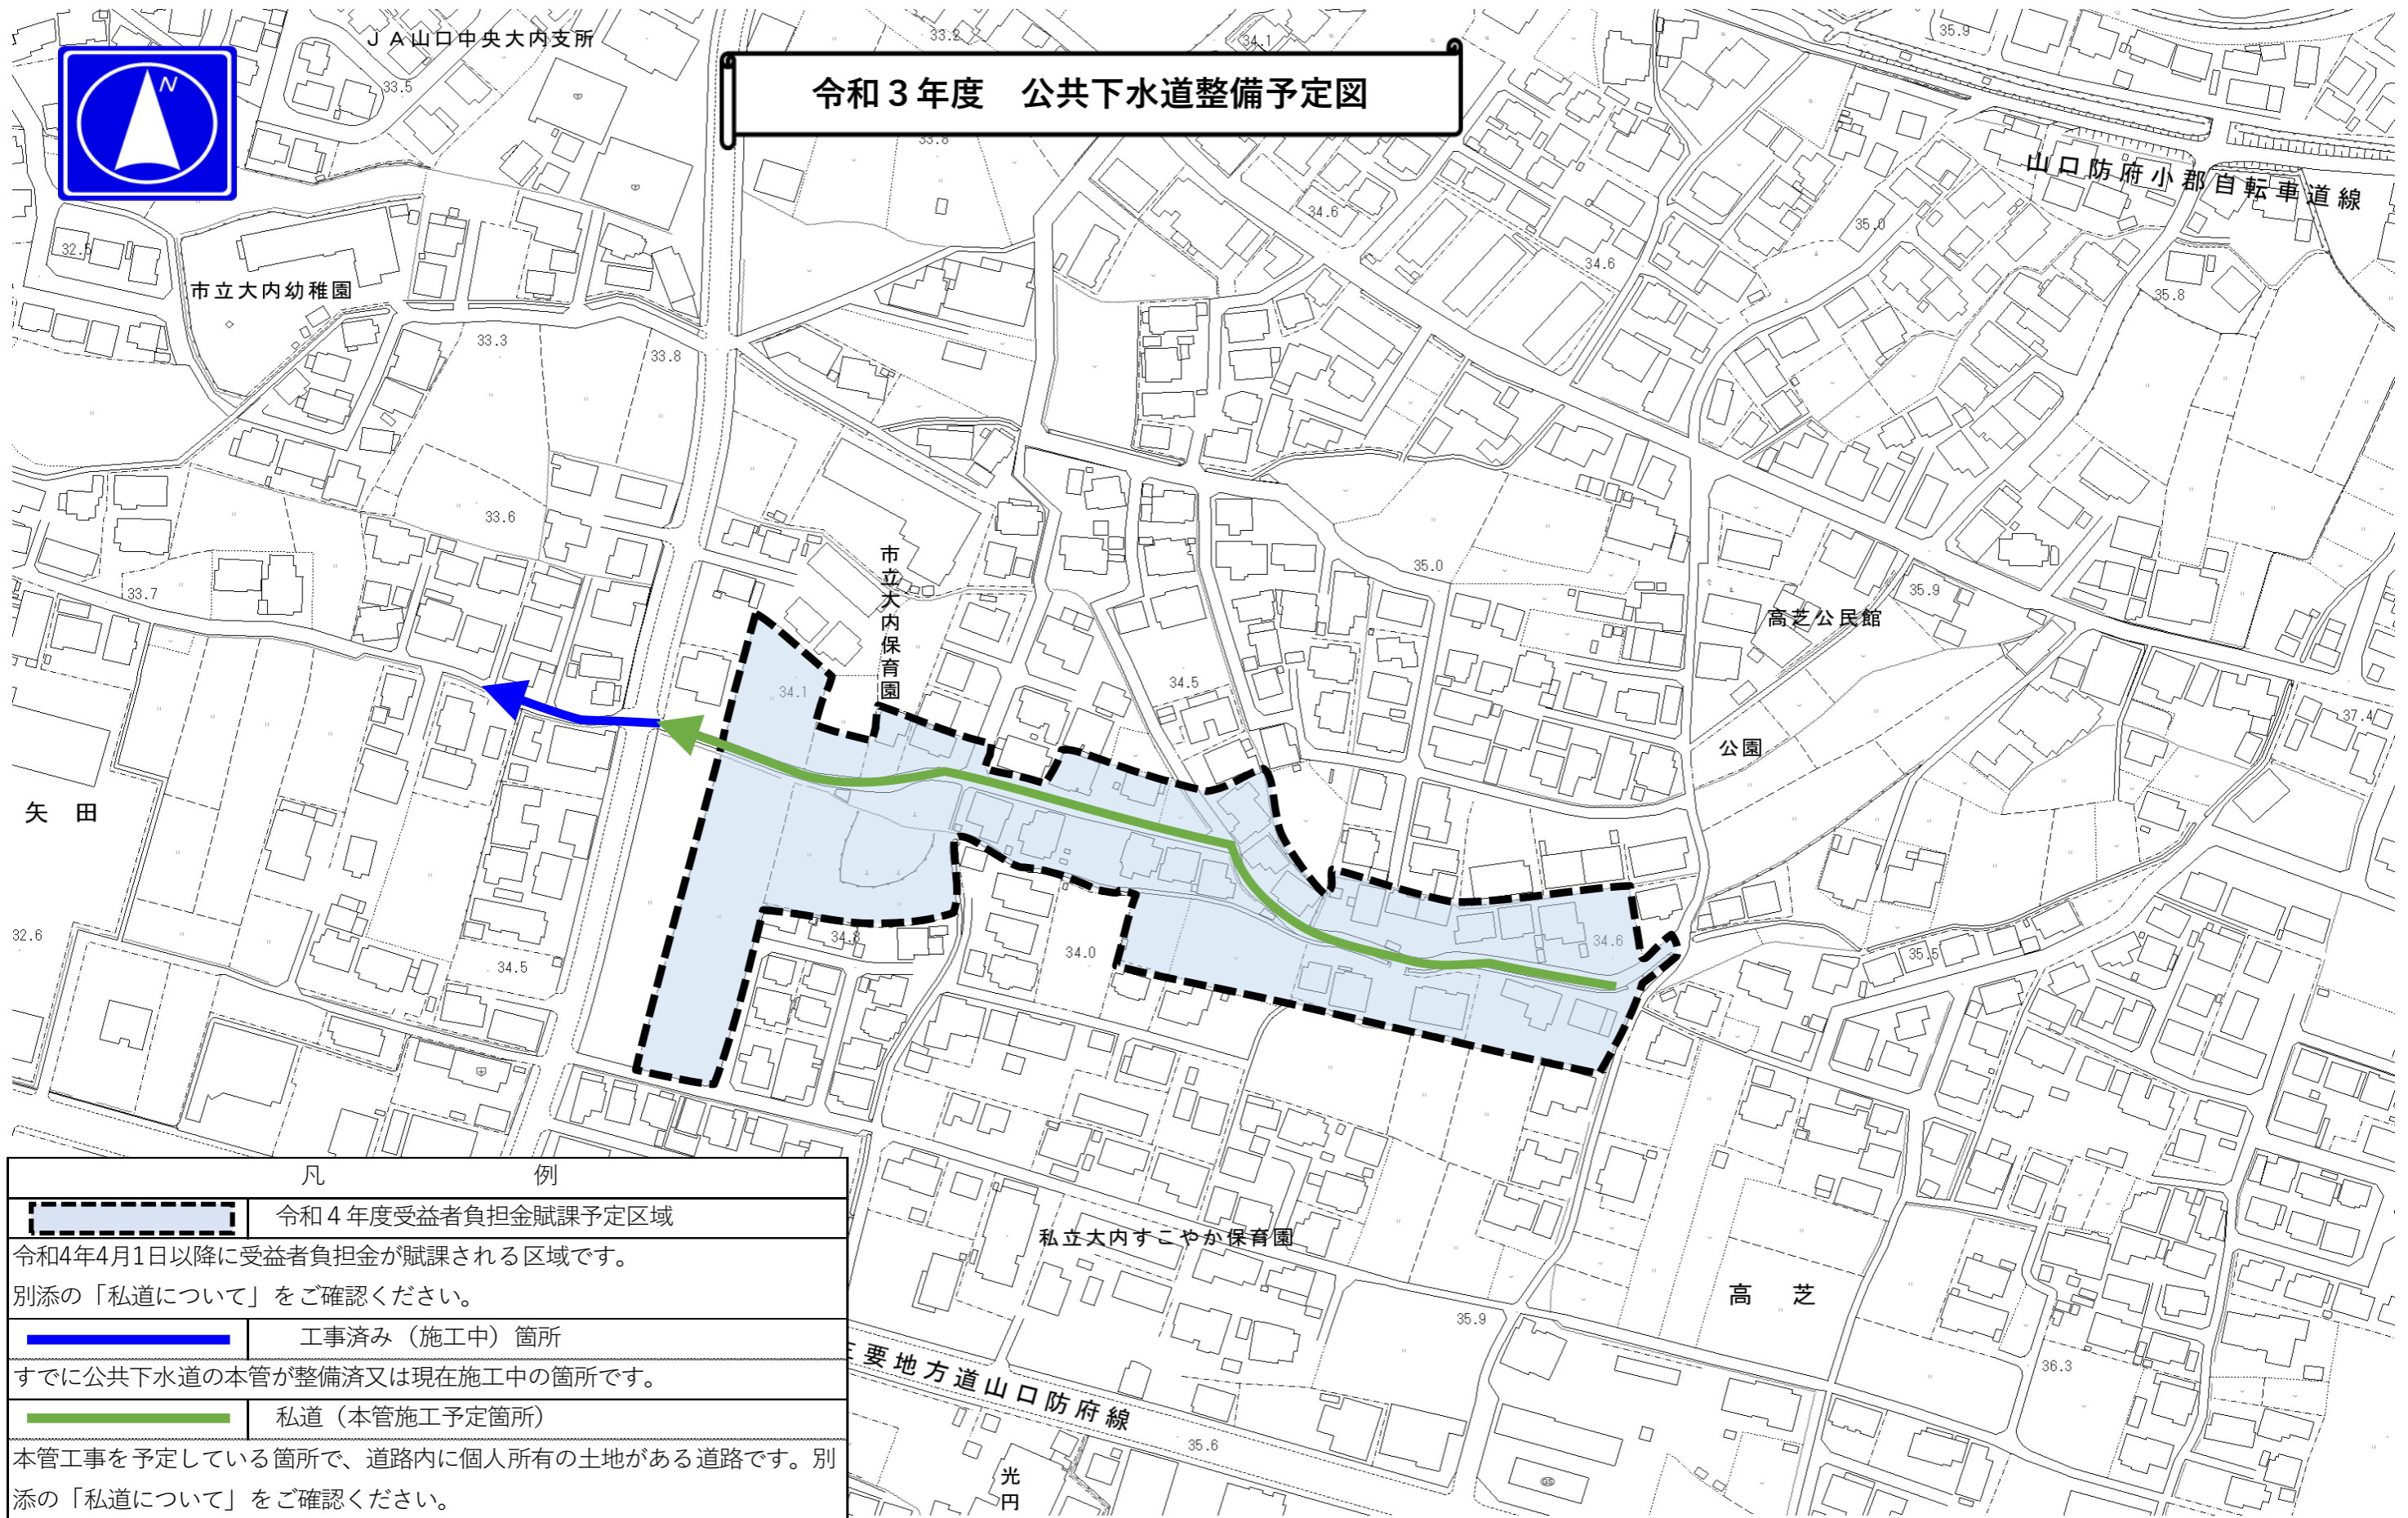 令和３年度　公共下水道整備予定図
N
ＪＡ山口中央大内支所
33.2
34.1
35.9
33.5
33.8
山口防府小郡自転車道線
34.6
35.0
32.5
34.6
市立大内幼稚園
35.8
33.3
33.8
33.6
市立大内保育園
35.0
33.7
高芝公民館
35.9
34.1
34.5
37.4
公園
矢　田
32.6
34.8
34.6
34.0
34.5
35.5
凡　例
令和４年度受益者負担金賦課予定区域
令和4年4月1日以降に受益者負担金が賦課される区域です。
別添の「私道について」をご確認ください。
工事済み（施工中）箇所
すでに公共下水道の本管が整備済又は現在施工中の箇所です。
私道（本管施工予定箇所）
本管工事を予定している箇所で、道路内に個人所有の土地がある道路です。別
添の「私道について」をご確認ください。
私立大内すこやか保育園
高　芝
35.9
36.3
要地方道山口防府線
35.6
光円